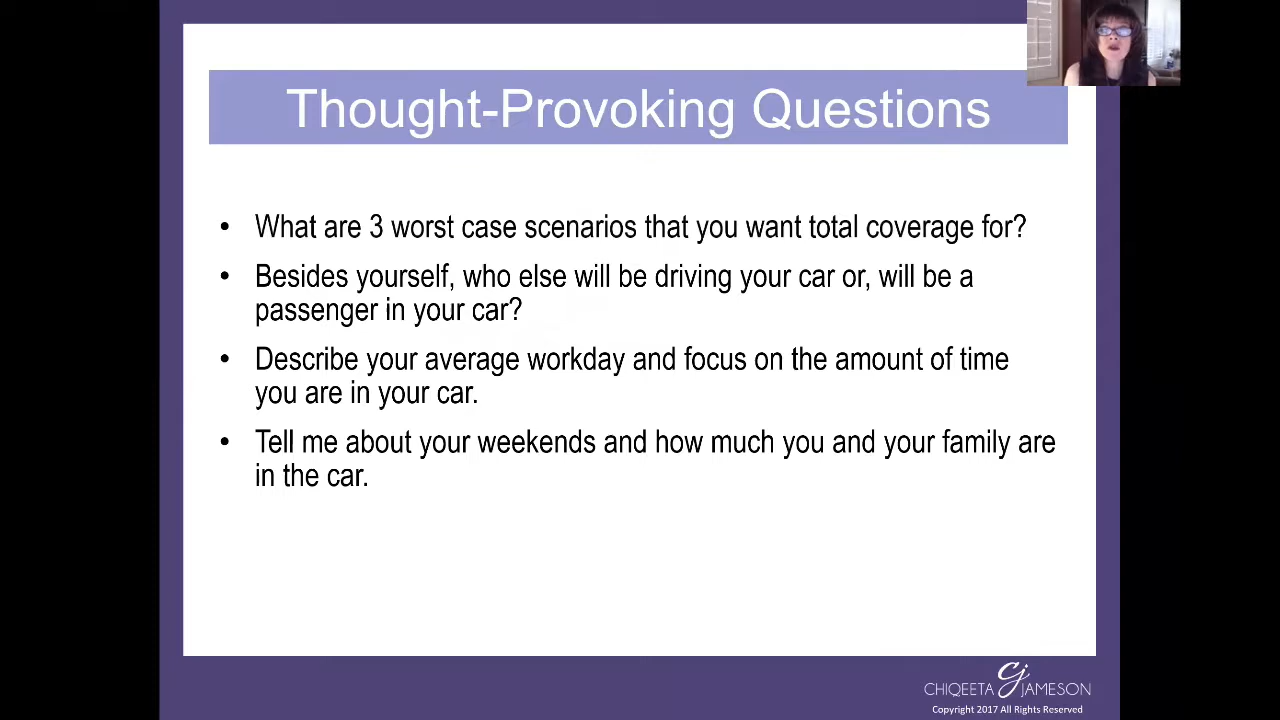 Thought-Provoking Questions
• What are 3 worst case scenarios that you want total coverage for?
• Besides yourself, who else will be driving your car or, will be a
passenger in your car?
• Describe your average workday and focus on the amount of time
you are in your car.
• Tell me about your weekends and how much you and your family are
in the car.
CHIQEETA CJ JAMESON
Copyright 2017 All Rights Reserved